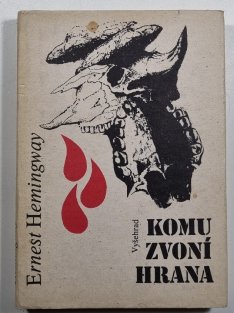 Ernest Hemingway
Vyšehrad
KOMU
ZVONÍ
HRANA